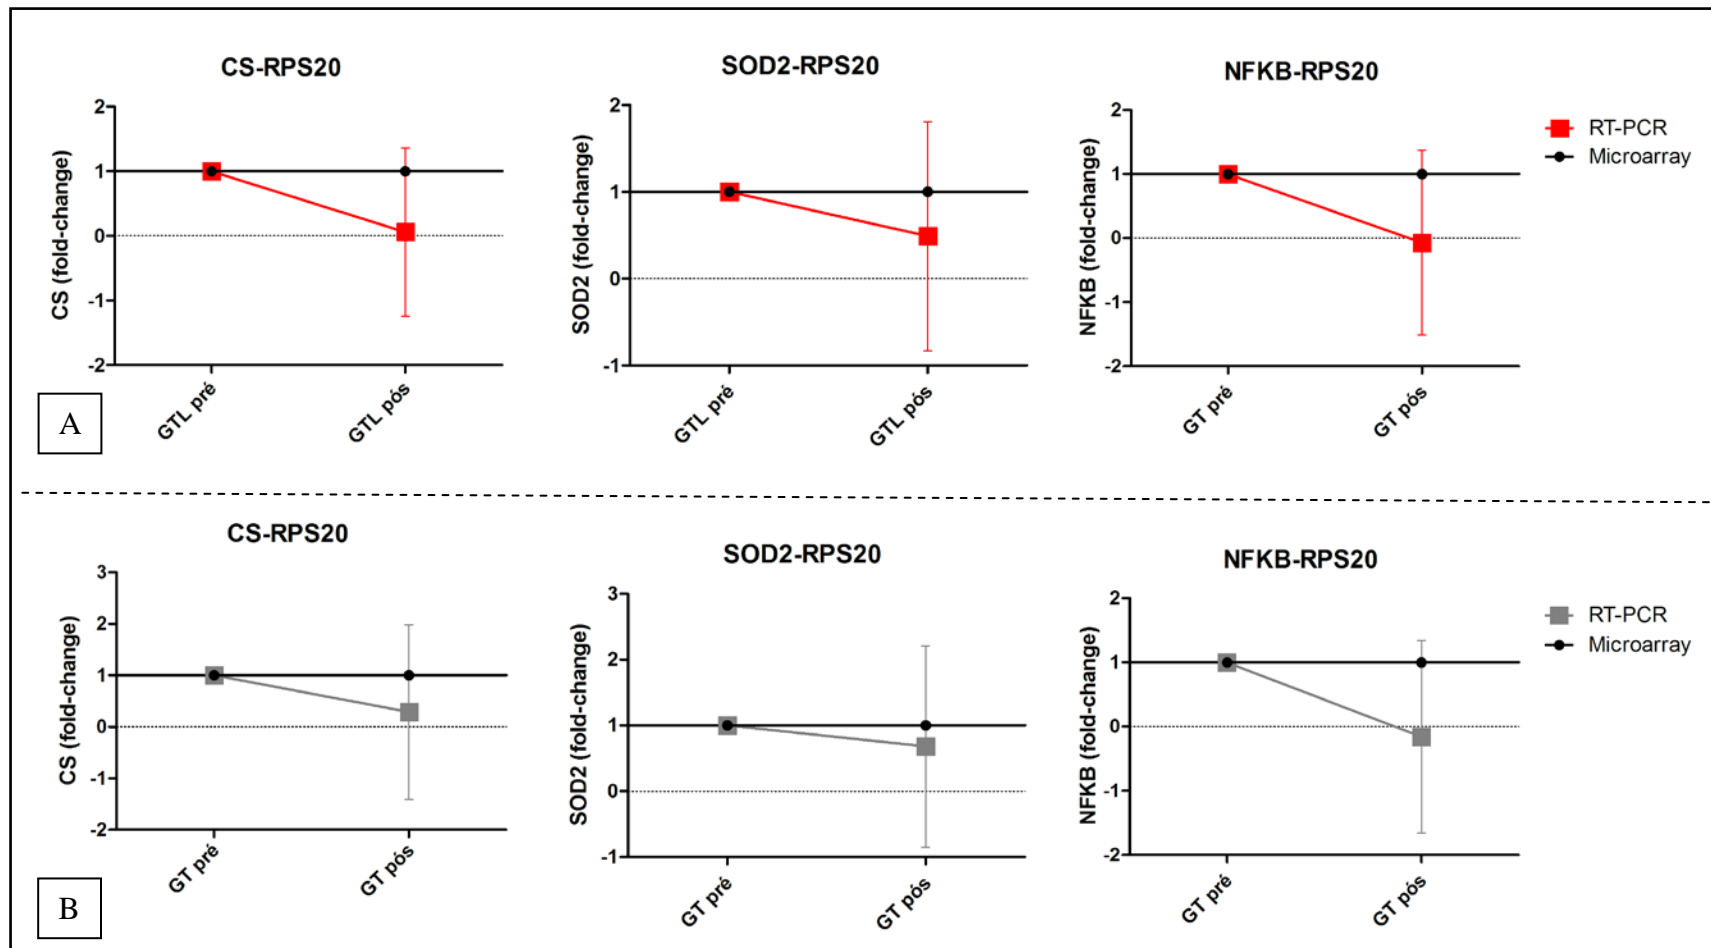 CS-RPS20
CS (fold-change)
2
1
0
-1
-2
GTL pré
GTL pós
SOD2-RPS20
SOD2 (fold-change)
2
1
0
-1
GTL pré
GTL pós
NFKB-RPS20
NFKB (fold-change)
2
1
0
-1
-2
GT pré
GT pós
RT-PCR
Microarray
A
CS-RPS20
CS (fold-change)
3
2
1
0
-1
-2
GT pré
GT pós
SOD2-RPS20
SOD2 (fold-change)
3
2
1
0
-1
GT pré
GT pós
NFKB-RPS20
NFKB (fold-change)
2
1
0
-1
-2
GT pré
GT pós
RT-PCR
Microarray
B